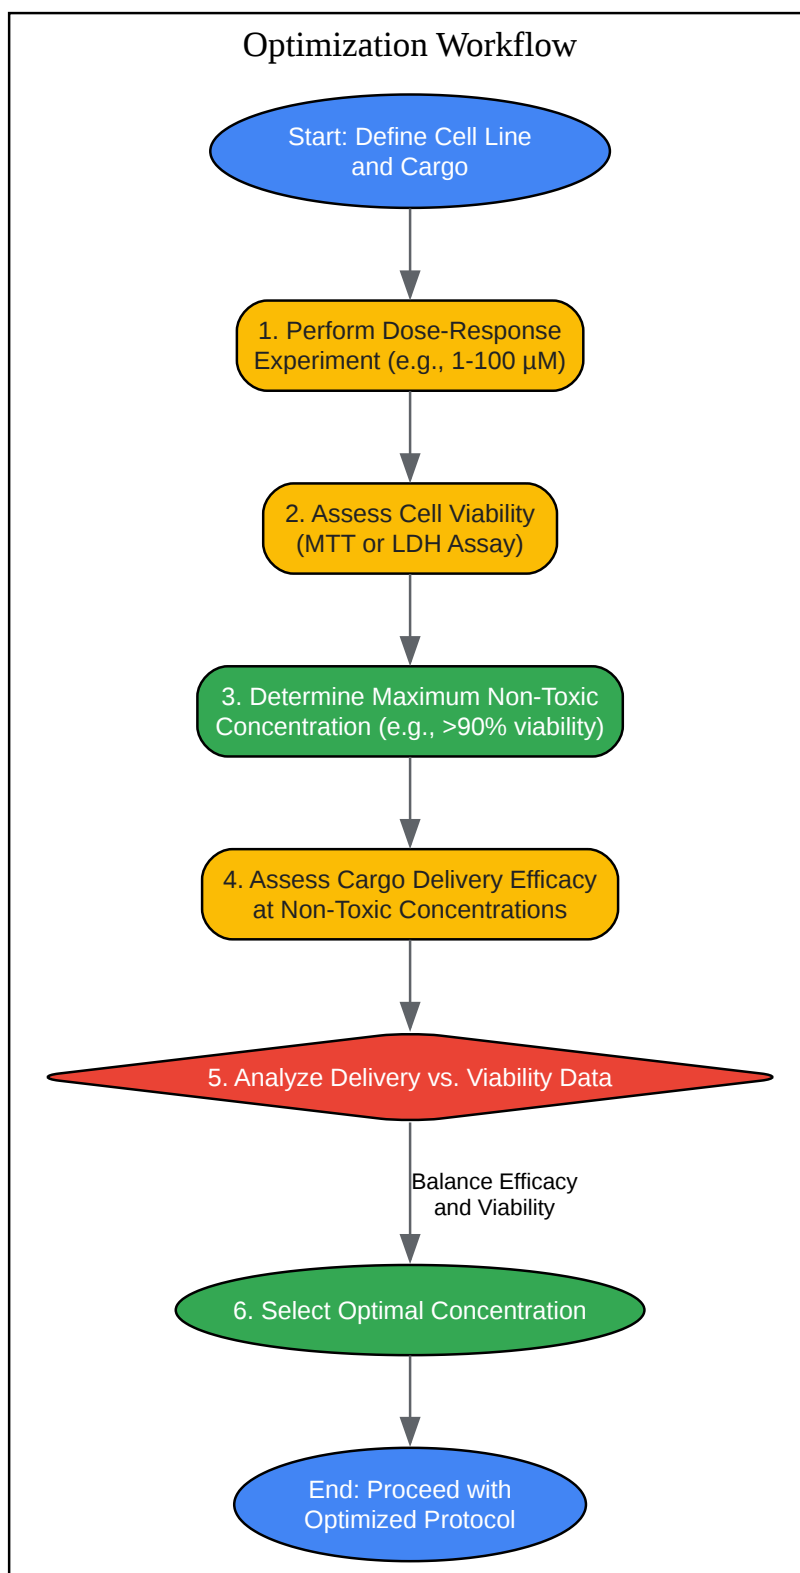 Optimization Workflow
Start: Define Cell Line
and Cargo
1. Perform Dose-Response
Experiment (e.g., 1-100 µM)
2. Assess Cell Viability
(MTT or LDH Assay)
3. Determine Maximum Non-Toxic
Concentration (e.g., >90% viability)
4. Assess Cargo Delivery Efficacy
at Non-Toxic Concentrations
5. Analyze Delivery vs. Viability Data
Balance Efficacy
and Viability
6. Select Optimal Concentration
End: Proceed with
Optimized Protocol